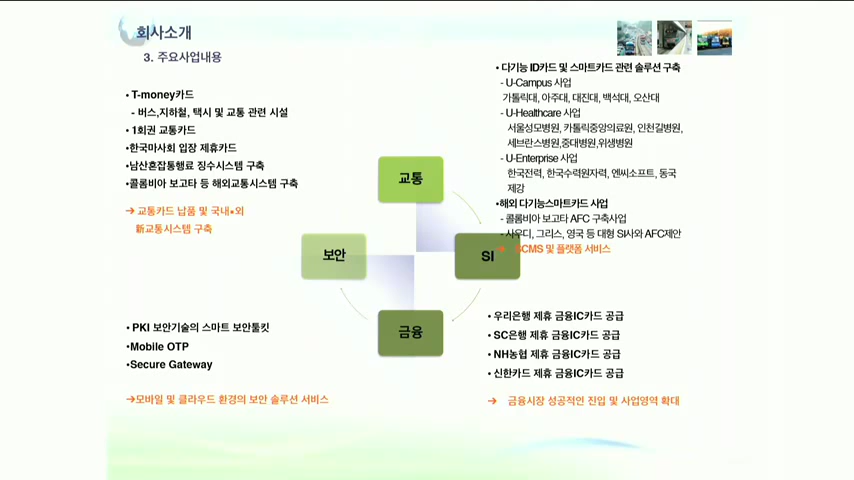 회사소개
3. 주요사업내용
• T-money카드
- 버스,지하철, 택시 및 교통 관련 시설
• 1회권 교통카드
•한국마사회 입장 제휴카드
•남산혼잡통행료 징수시스템 구축
•콜롬비아 보고타 등 해외교통시스템 구축
→ 교통카드 납품 및 국내•외
新교통시스템 구축
• 다기능 ID카드 및 스마트카드 관련 솔루션 구축
- U-Campus 사업
가톨릭대, 아주대, 대진대, 백석대, 오산대
- U-Healthcare 사업
서울성모병원, 카톨릭중앙의료원, 인천길병원,
세브란스병원,중대병원,위생병원
- U-Enterprise 사업
한국전력, 한국수력원자력, 엔씨소프트, 동국
제강
•해외 다기능스마트카드 사업
- 콜롬비아 보고타 AFC 구축사업
- 사우디, 그리스, 영국 등 대형 SI사와 AFC제안
→ SCMS 및 플랫폼 서비스
교통
보안
SI
금융
• PKI 보안기술의 스마트 보안툴킷
•Mobile OTP
•Secure Gateway
→모바일 및 클라우드 환경의 보안 솔루션 서비스
• 우리은행 제휴 금융IC카드 공급
• SC은행 제휴 금융IC카드 공급
• NH농협 제휴 금융IC카드 공급
• 신한카드 제휴 금융IC카드 공급
→ 금융시장 성공적인 진입 및 사업영역 확대